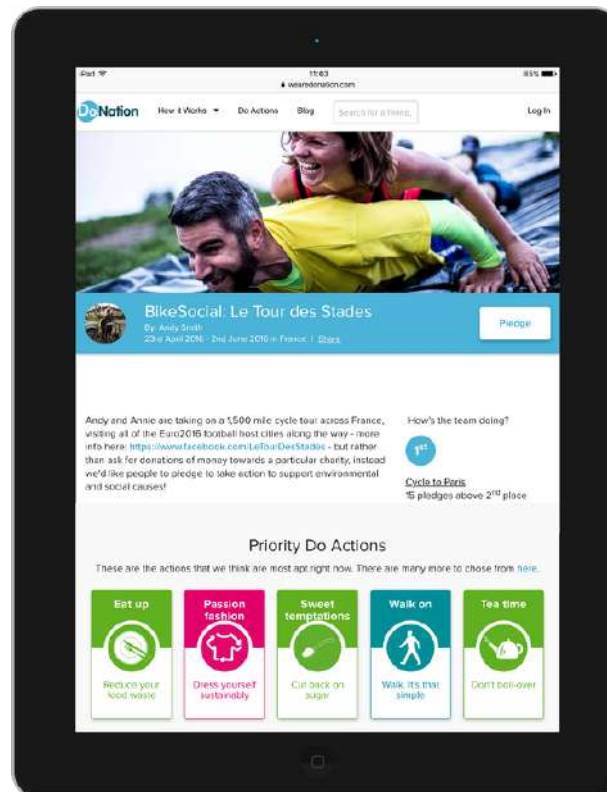 iPad
11:53
85%
wearedonation.com
DoNation
How it Works
Do Actions
Blog
Search for a friend,
Log In
BikeSocial: Le Tour des Stades
By: Andy Smith
23rd April 2016 - 2nd June 2016 in France | Share
Pledge
Andy and Annie are taking on a 1,500 mile cycle tour across France,
visiting all of the Euro2016 football host cities along the way - more
info here: https://www.facebook.com/LeTourDesStades - but rather
than ask for donations of money towards a particular charity, instead
we'd like people to pledge to take action to support environmental
and social causes!
How's the team doing?
1st
Cycle to Paris
15 pledges above 2nd place
Priority Do Actions
These are the actions that we think are most apt right now. There are many more to chose from here.
Eat up
Reduce your
food waste
Passion
fashion
Dress yourself
sustainably
Sweet
temptations
Cut back on
sugar
Walk on
Walk. It's that
simple
Tea time
Don't boil-over